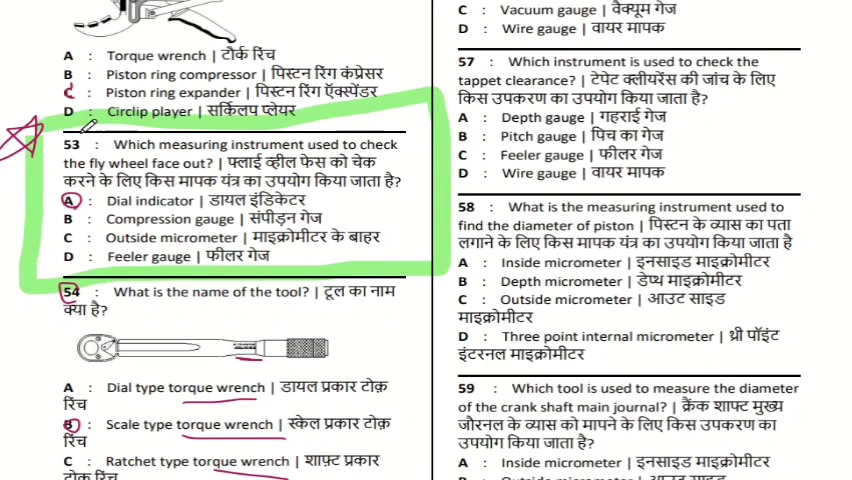 A : Torque wrench | टौर्क रिंच
B : Piston ring compressor | पिस्टन रिंग कंप्रेसर
C : Piston ring expander | पिस्टन रिंग ऍक्स्पेंडर
D : Circlip player | सर्किलप प्लेयर
53 : Which measuring instrument used to check
the fly wheel face out? | फ्लाई व्हील फेस को चेक
करने के लिए किस मापक यंत्र का उपयोग किया जाता है?
A : Dial indicator | डायल इंडिकेटर
B : Compression gauge | संपीड़न गेज
C : Outside micrometer | माइक्रोमीटर के बाहर
D : Feeler gauge | फीलर गेज
54 : What is the name of the tool? | टूल का नाम
क्या है?
A : Dial type torque wrench | डायल प्रकार टोक़
रिंच
B : Scale type torque wrench | स्केल प्रकार टोक़
रिंच
C : Ratchet type torque wrench | शाफ़्ट प्रकार
टोक़ रिंच
C : Vacuum gauge | वैक्यूम गेज
D : Wire gauge | वायर मापक
57 : Which instrument is used to check the
tappet clearance? | टेपेट क्लीयरेंस की जांच के लिए
किस उपकरण का उपयोग किया जाता है?
A : Depth gauge | गहराई गेज
B : Pitch gauge | पिच का गेज
C : Feeler gauge | फीलर गेज
D : Wire gauge | वायर मापक
58 : What is the measuring instrument used to
find the diameter of piston | पिस्टन के व्यास का पता
लगाने के लिए किस मापक यंत्र का उपयोग किया जाता है
A : Inside micrometer | इनसाइड माइक्रोमीटर
B : Depth micrometer | डेप्थ माइक्रोमीटर
C : Outside micrometer | आउट साइड
माइक्रोमीटर
D : Three point internal micrometer | थ्री पॉइंट
इंटरनल माइक्रोमीटर
59 : Which tool is used to measure the diameter
of the crank shaft main journal? | क्रैंक शाफ्ट मुख्य
जौरनल के व्यास को मापने के लिए किस उपकरण का
उपयोग किया जाता है?
A : Inside micrometer | इनसाइड माइक्रोमीटर